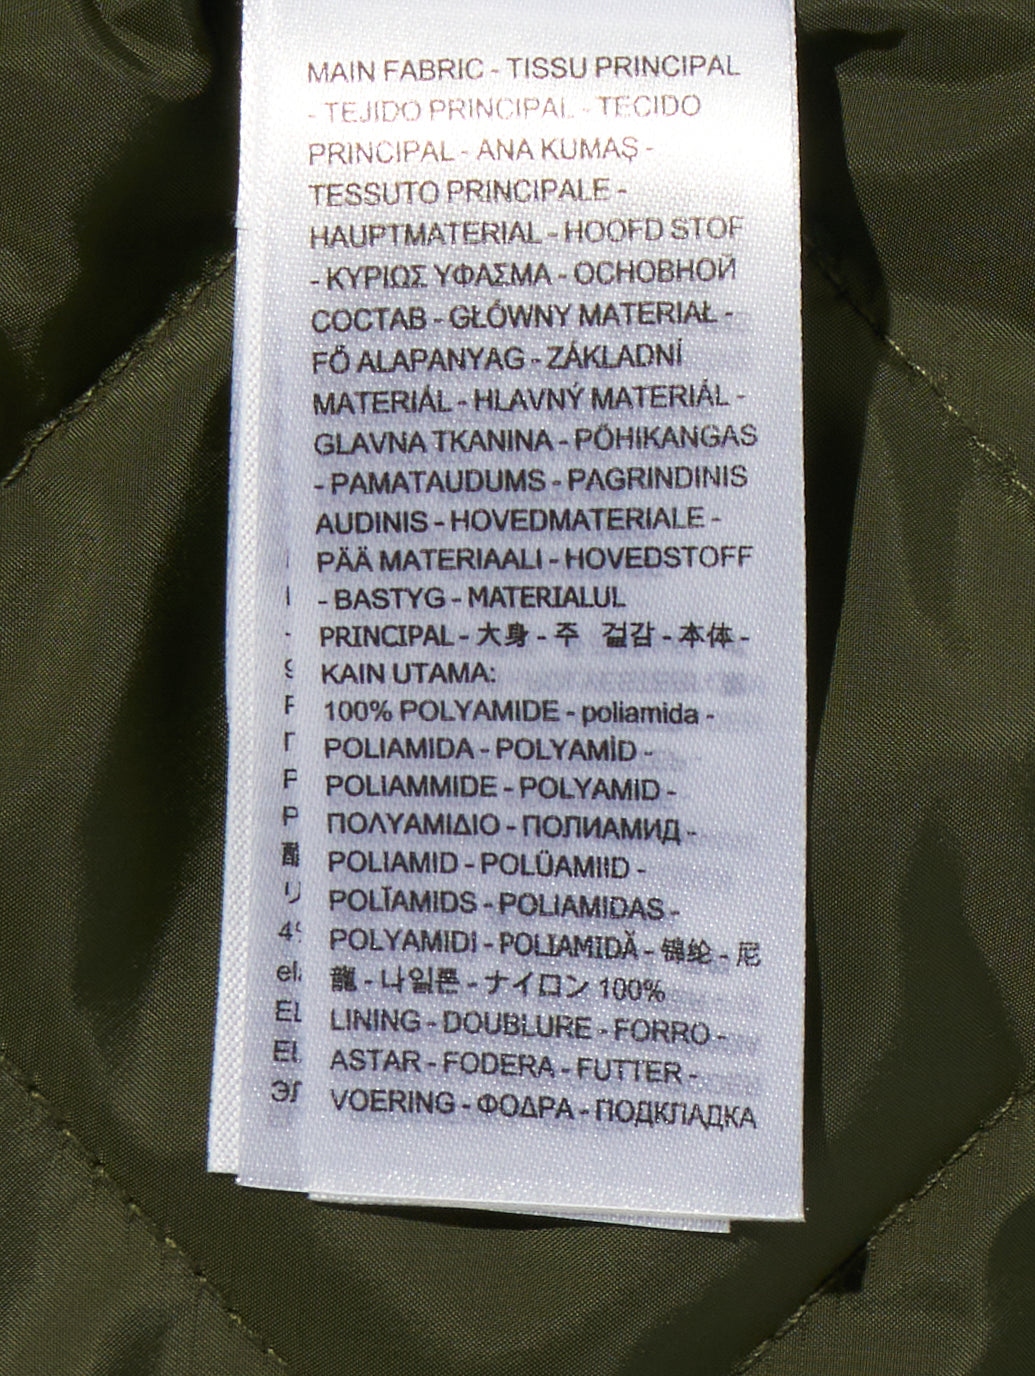 MAIN FABRIC - TISSU PRINCIPAL
- TEJIDO PRINCIPAL - TECIDO
PRINCIPAL - ANA KUMAŞ -
TESSUTO PRINCIPALE -
HAUPTMATERIAL - HOOFD STOF
- ΚΥΡΙΩΣ ΥΦΑΣΜΑ - ОСНОВНОЙ
СОСТАВ - GŁÓWNY MATERIAŁ -
FŐ ALAPANYAG - ZÁKLADNÍ
MATERIÁL - HLAVNÝ MATERIÁL -
GLAVNA TKANINA - PÕHIKANGAS
- PAMATAUDUMS - PAGRINDINIS
AUDINIS - HOVEDMATERIALE -
PÄÄ MATERIAALI - HOVEDSTOFF
- BASTYG - MATERIALUL
PRINCIPAL - 大身 - 주 겉감 - 本体 -
KAIN UTAMA:
100% POLYAMIDE - poliamida -
POLIAMIDA - POLYAMİD -
POLIAMMIDE - POLYAMID -
ΠΟΛΥΑΜΙΔΙΟ - ПОЛИАМИД -
POLIAMID - POLÜAMIID -
POLĪAMIDS - POLIAMIDAS -
POLYAMIDI - POLIAMIDĂ - 锦纶 - 尼
龍 - 나일론 - ナイロン 100%
LINING - DOUBLURE - FORRO -
ASTAR - FODERA - FUTTER -
VOERING - ΦΟΔΡΑ - ПОДКЛАДКА